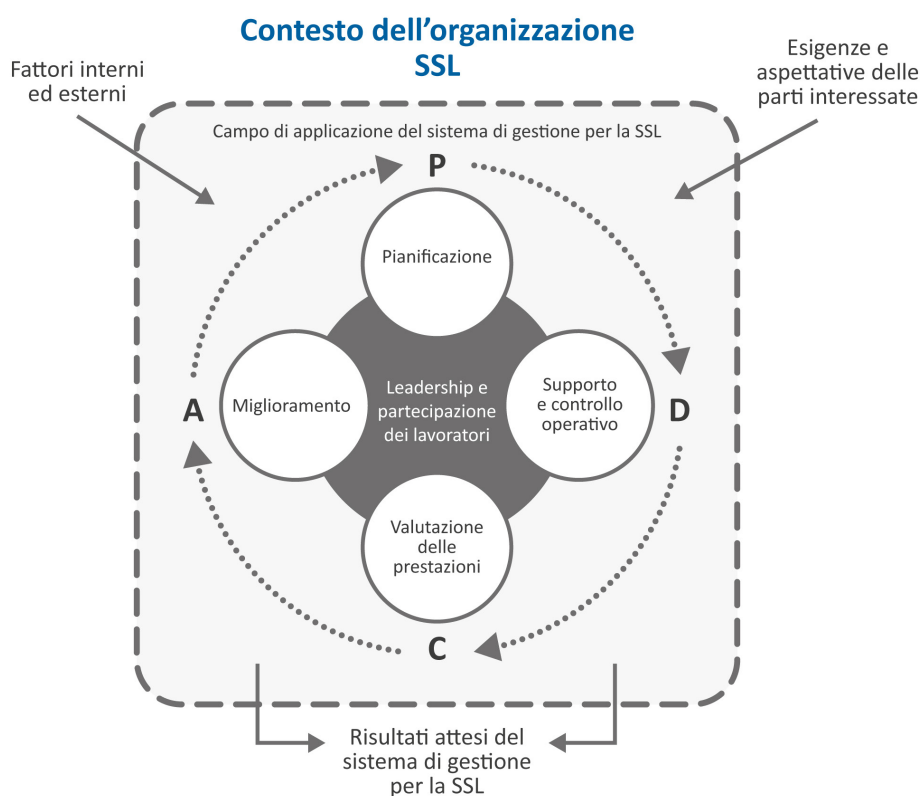 Contesto dell'organizzazione
SSL
Fattori interni
ed esterni
Esigenze e
aspettative delle
parti interessate
Campo di applicazione del sistema di gestione per la SSL
P
Pianificazione
A
Miglioramento
Leadership e
partecipazione
dei lavoratori
Supporto
e controllo
operativo
D
Valutazione
delle
prestazioni
C
Risultati attesi del
sistema di gestione
per la SSL